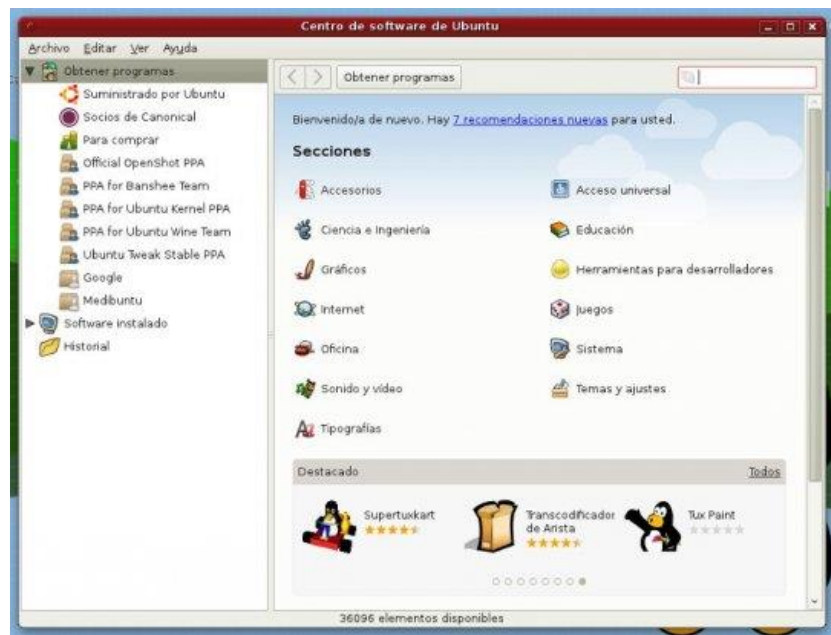 Centro de software de Ubuntu
Archivo Editar Ver Ayuda
Obtener programas
Suministrado por Ubuntu
Socios de Canonical
Para comprar
Official OpenShot PPA
PPA for Banshee Team
PPA for Ubuntu Kernel PPA
PPA for Ubuntu Wine Team
Ubuntu Tweak Stable PPA
Google
Medibuntu
Software instalado
Historial
Obtener programas
Bienvenido/a de nuevo. Hay 7 recomendaciones nuevas para usted.
Secciones
Accesorios
Acceso universal
Ciencia e Ingeniería
Educación
Gráficos
Herramientas para desarrolladores
Internet
Juegos
Oficina
Sistema
Sonido y vídeo
Temas y ajustes
Tipografías
Destacado
Todos
Supertuxkart
Transcodificador
de Arista
Tux Paint
36096 elementos disponibles